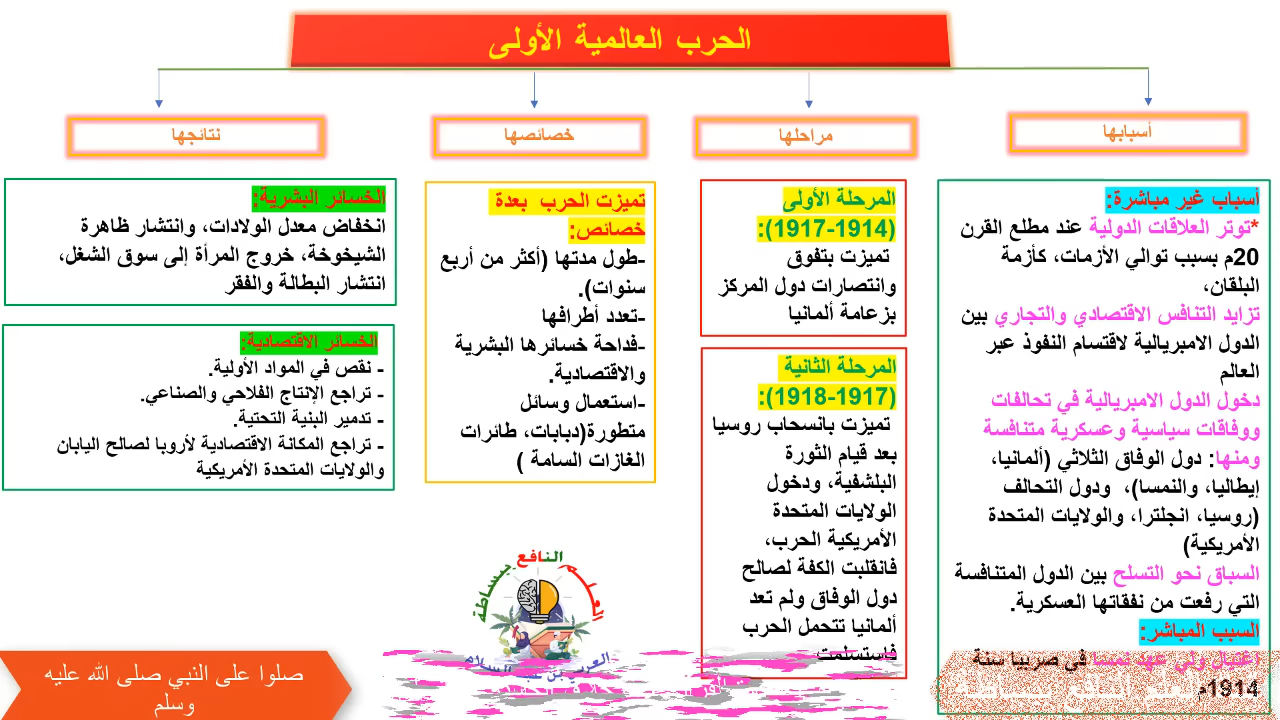 الحرب العالمية الأولى
أسبابها
مراحلها
خصائصها
نتائجها
أسباب غير مباشرة:
*توتر العلاقات الدولية عند مطلع القرن
20م بسبب توالي الأزمات، كأزمة
البلقان،
تزايد التنافس الاقتصادي والتجاري بين
الدول الامبريالية لاقتسام النفوذ عبر
العالم
دخول الدول الامبريالية في تحالفات
ووفاقات سياسية وعسكرية متنافسة
ومنها: دول الوفاق الثلاثي (ألمانيا،
إيطاليا، والنمسا)، ودول التحالف
(روسيا، انجلترا، والولايات المتحدة
الأمريكية)
السباق نحو التسلح بين الدول المتنافسة
التي رفعت من نفقاتها العسكرية.
السبب المباشر:
سنة
1914
المرحلة الأولى
(1914-1917):
تميزت بتفوق
وانتصارات دول المركز
بزعامة ألمانيا
المرحلة الثانية
(1917-1918):
تميزت بانسحاب روسيا
بعد قيام الثورة
البلشفية، ودخول
الولايات المتحدة
الأمريكية الحرب،
فانقلبت الكفة لصالح
دول الوفاق ولم تعد
ألمانيا تتحمل الحرب
فاستسلمت
تميزت الحرب بعدة
خصائص:
-طول مدتها (أكثر من أربع
سنوات).
-تعدد أطرافها
-فداحة خسائرها البشرية
والاقتصادية.
-استعمال وسائل
متطورة(دبابات، طائرات
الغازات السامة )
الخسائر البشرية:
انخفاض معدل الولادات، وانتشار ظاهرة
الشيخوخة، خروج المرأة إلى سوق الشغل،
انتشار البطالة والفقر
الخسائر الاقتصادية:
- نقص في المواد الأولية.
- تراجع الإنتاج الفلاحي والصناعي.
- تدمير البنية التحتية.
- تراجع المكانة الاقتصادية لأروبا لصالح اليابان
والولايات المتحدة الأمريكية
العلم النافع ببساطة
العربي بن عبد السلام
صلوا على النبي صلى الله عليه
وسلم